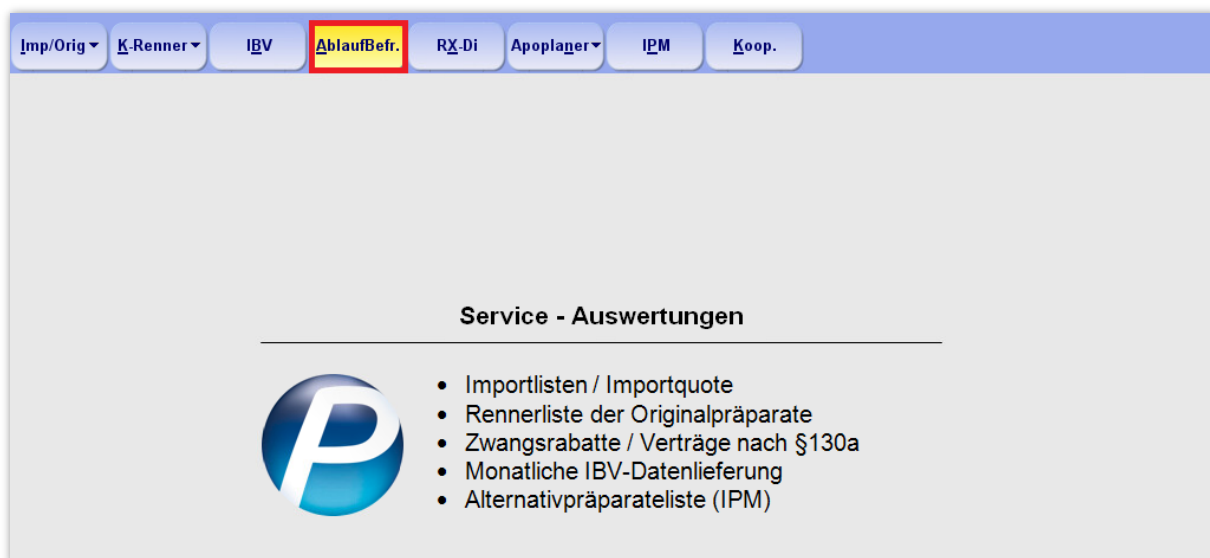 Imp/Orig K-Renner IBV AblaufBefr. RX-Di Apoplaner IPM Koop.
Service - Auswertungen
• Importlisten / Importquote
• Rennerliste der Originalpräparate
• Zwangsrabatte / Verträge nach §130a
• Monatliche IBV-Datenlieferung
• Alternativpräparateliste (IPM)
P